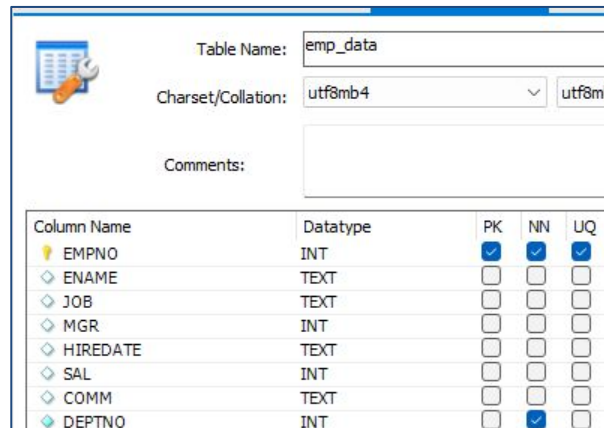 Table Name: emp_data
Charset/Collation: utf8mb4 utf8m
Comments:
Column Name Datatype PK NN UQ
EMPNO INT
ENAME TEXT
JOB TEXT
MGR INT
HIREDATE TEXT
SAL INT
COMM TEXT
DEPTNO INT